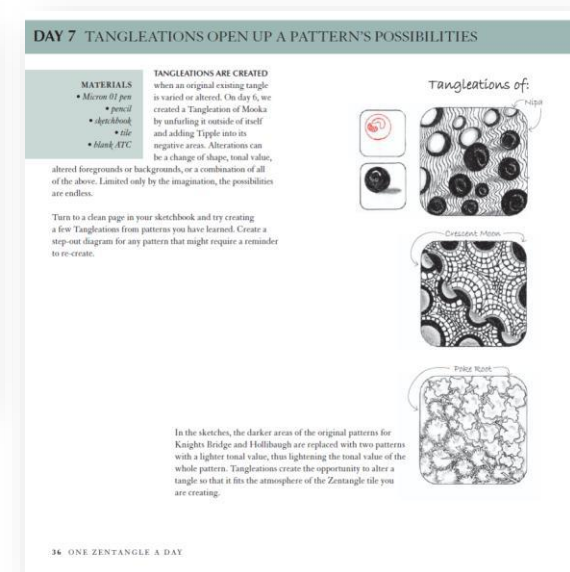 DAY 7 TANGLEATIONS OPEN UP A PATTERN'S POSSIBILITIES
MATERIALS
• Micron 01 pen
• pencil
• sketchbook
• tile
• blank ATC
TANGLEATIONS ARE CREATED
when an original existing tangle
is varied or altered. On day 6, we
created a Tangleation of Mooka
by unfurling it outside of itself
and adding Tipple into its
negative areas. Alterations can
be a change of shape, tonal value,
altered foregrounds or backgrounds, or a combination of all
of the above. Limited only by the imagination, the possibilities
are endless.
Turn to a clean page in your sketchbook and try creating
a few Tangleations from patterns you have learned. Create a
step-out diagram for any pattern that might require a reminder
to re-create.
Tangleations of:
Nipa
Crescent Moon
Poke Root
In the sketches, the darker areas of the original patterns for
Knights Bridge and Hollibaugh are replaced with two patterns
with a lighter tonal value, thus lightening the tonal value of the
whole pattern. Tangleations create the opportunity to alter a
tangle so that it fits the atmosphere of the Zentangle tile you
are creating.
36 ONE ZENTANGLE A DAY